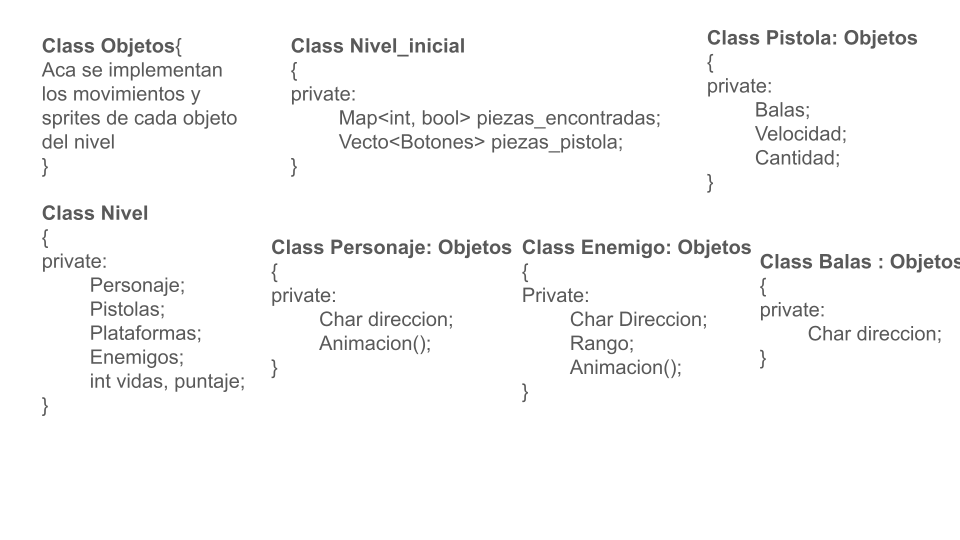 Class Objetos{
Aca se implementan
los movimientos y
sprites de cada objeto
del nivel
}
Class Nivel_inicial
{
private:
Map<int, bool> piezas_encontradas;
Vecto<Botones> piezas_pistola;
}
Class Pistola: Objetos
{
private:
Balas;
Velocidad;
Cantidad;
}
Class Nivel
{
private:
Personaje;
Pistolas;
Plataformas;
Enemigos;
int vidas, puntaje;
}
Class Personaje: Objetos
{
private:
Char direccion;
Animacion();
}
Class Enemigo: Objetos
{
Private:
Char Direccion;
Rango;
Animacion();
}
Class Balas : Objetos
{
private:
Char direccion;
}